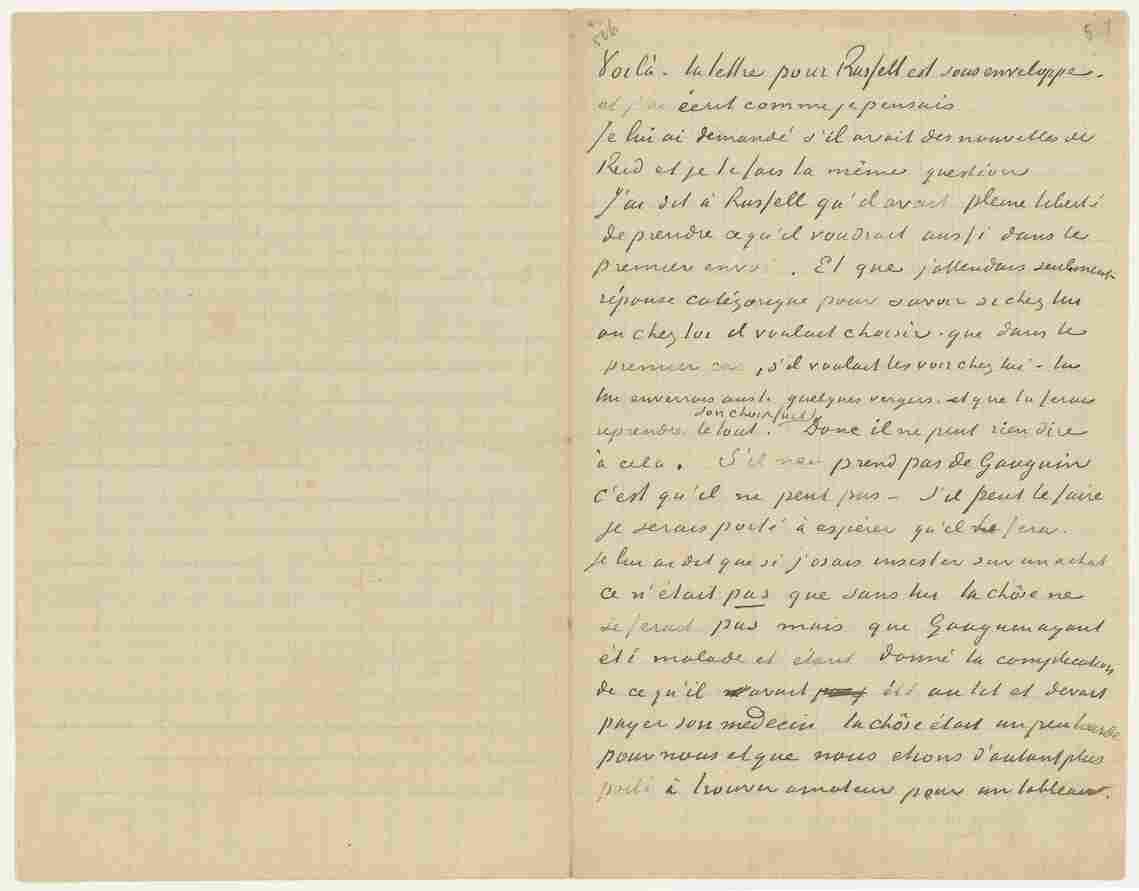 506
Voilà – la lettre pour Russell est sous enveloppe.
et j'ai écrit comme je pensais
Je lui ai demandé s'il avait des nouvelles de
Reid et je te fais la même question
J'ai dit à Russell qu'il avait pleine liberté
de prendre ce qu'il voudrait aussi dans le
premier envoi. Et que j'attendais seulement
réponse catégorique pour savoir si chez lui
ou chez toi il voulait choisir. que dans le
premier cas, s'il voulait les voir chez lui – tu
lui enverrais aussi quelques vergers. et que tu ferais
son choix fait
reprendre le tout. Donc il ne peut rien dire
à cela. S'il n'en prend pas de Gauguin
c'est qu'il ne peut pas – S'il peut le faire
je serais porté à espérer qu'il le fera.
je lui ai dit que si j'osais insister sur un achat
ce n'était pas que sans lui la chôse ne
se ferait pas mais que Gauguin ayant
été malade et étant donné la complication
de ce qu'il avait été au lit et devait
payer son médecin la chôse était un peu lourde
pour nous et que nous étions d'autant plus
porté à trouver amateur pour un tableau.